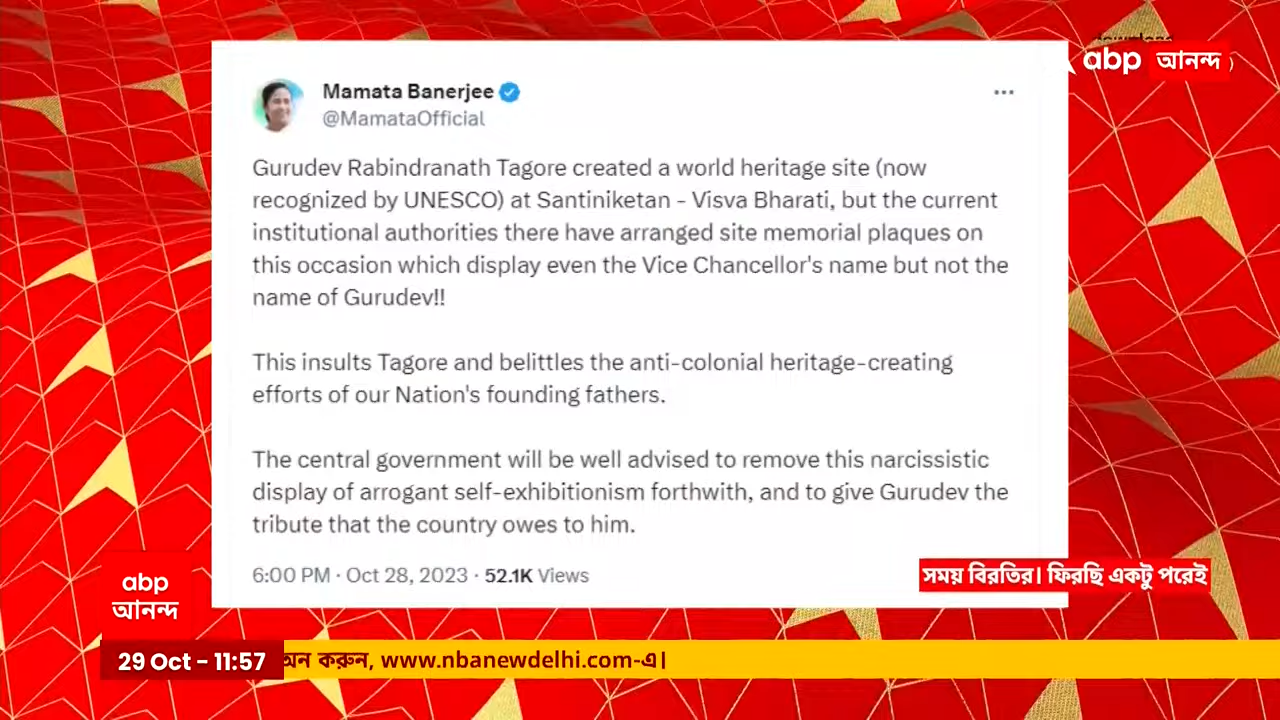 abp আনন্দ
Mamata Banerjee
@MamataOfficial
Gurudev Rabindranath Tagore created a world heritage site (now
recognized by UNESCO) at Santiniketan - Visva Bharati, but the current
institutional authorities there have arranged site memorial plaques on
this occasion which display even the Vice Chancellor's name but not the
name of Gurudev!!
This insults Tagore and belittles the anti-colonial heritage-creating
efforts of our Nation's founding fathers.
The central government will be well advised to remove this narcissistic
display of arrogant self-exhibitionism forthwith, and to give Gurudev the
tribute that the country owes to him.
6:00 PM · Oct 28, 2023 · 52.1K Views
সময় বিরতির। ফিরছি একটু পরেই
abp
আনন্দ
29 Oct - 11:57
করুন, www.nbanewdelhi.com-এ।